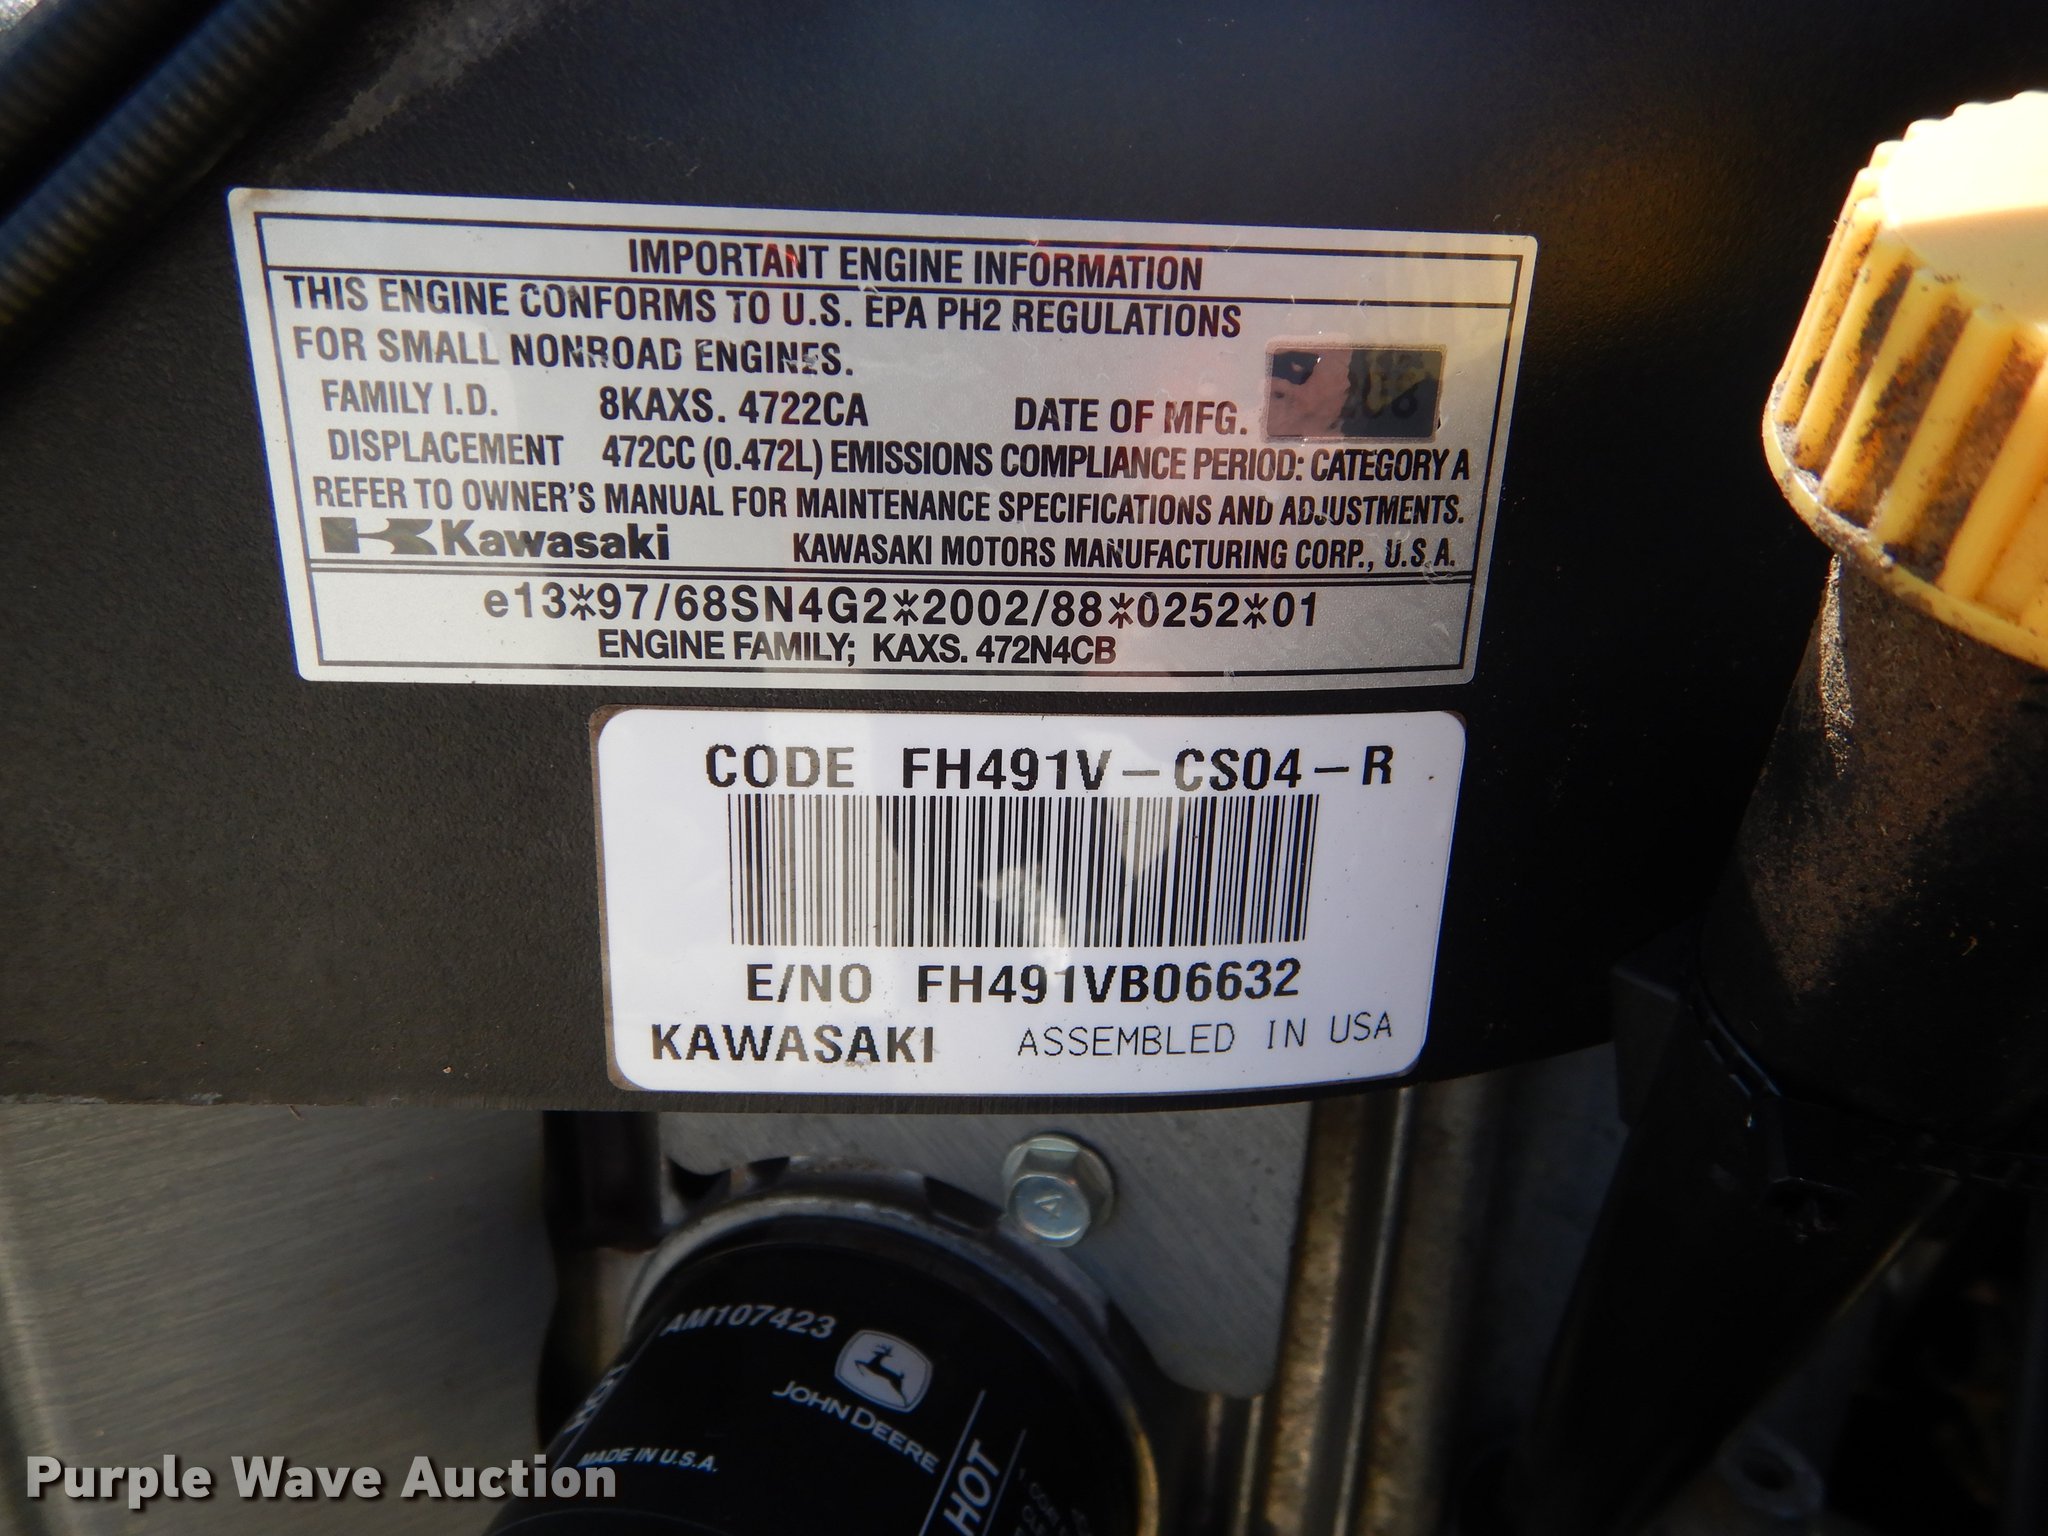 IMPORTANT ENGINE INFORMATION
THIS ENGINE CONFORMS TO U.S. EPA PH2 REGULATIONS
FOR SMALL NONROAD ENGINES.
FAMILY I.D. 8KAXS. 4722CA DATE OF MFG.
DISPLACEMENT 472CC (0.472L) EMISSIONS COMPLIANCE PERIOD: CATEGORY A
REFER TO OWNER'S MANUAL FOR MAINTENANCE SPECIFICATIONS AND ADJUSTMENTS.
Kawasaki KAWASAKI MOTORS MANUFACTURING CORP., U.S.A.
e13*97/68SN4G2*2002/88*0252*01
ENGINE FAMILY; KAXS. 472N4CB
CODE FH491V-CS04-R
E/NO FH491VB06632
KAWASAKI ASSEMBLED IN USA
4
AM107423
JOHN DEERE
HOT
MADE IN U.S.A.
Purple Wave Auction